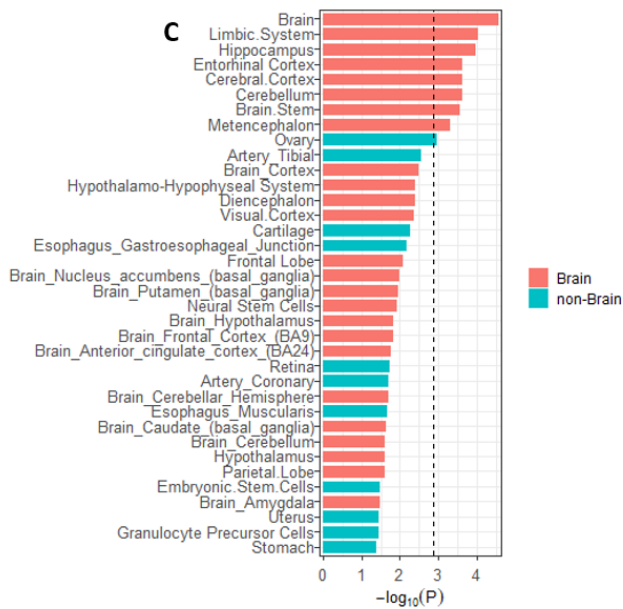 C
Brain
Limbic.System
Hippocampus
Entorhinal Cortex
Cerebral.Cortex
Cerebellum
Brain.Stem
Metencephalon
Ovary
Artery_Tibial
Brain_Cortex
Hypothalamo-Hypophyseal System
Diencephalon
Visual.Cortex
Cartilage
Esophagus_Gastroesophageal_Junction
Frontal Lobe
Brain_Nucleus_accumbens_(basal_ganglia)
Brain_Putamen_(basal_ganglia)
Neural Stem Cells
Brain_Hypothalamus
Brain_Frontal_Cortex_(BA9)
Brain_Anterior_cingulate_cortex_(BA24)
Retina
Artery_Coronary
Brain_Cerebellar_Hemisphere
Esophagus_Muscularis
Brain_Caudate_(basal_ganglia)
Brain_Cerebellum
Hypothalamus
Parietal.Lobe
Embryonic.Stem.Cells
Brain_Amygdala
Uterus
Granulocyte Precursor Cells
Stomach
0 1 2 3 4
−log10(P)
Brain
non-Brain